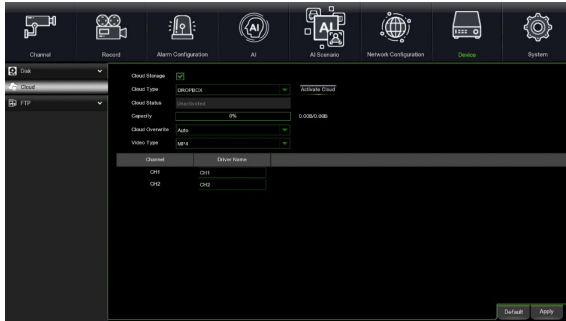 AI AI
Channel Record Alarm Configuration AI AI Scenario Network Configuration Device System
Disk
Cloud
FTP
Cloud Storage
Cloud Type DROPBOX Activate Cloud
Cloud Status Unactivated
Capacity 0% 0.00B/0.00B
Cloud Overwrite Auto
Video Type MP4
Channel Driver Name
CH1 CH1
CH2 CH2
Default Apply